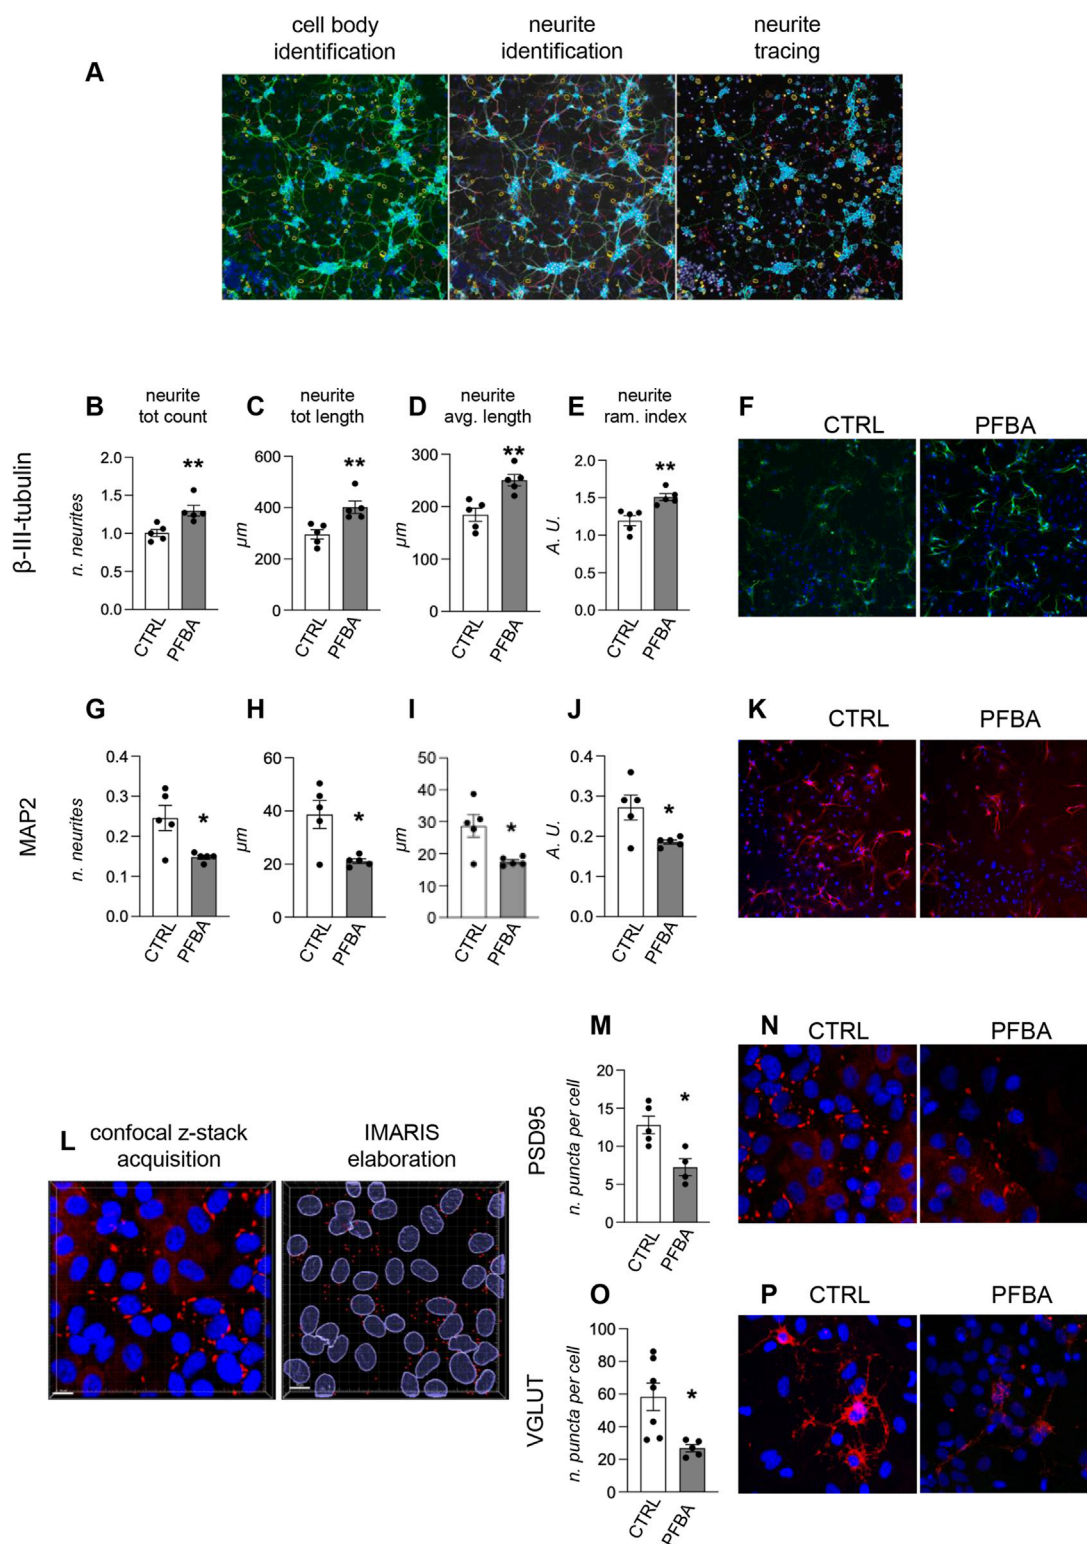 cell body
identification
neurite
identification
neurite
tracing
A
B
neurite
tot count
C
neurite
tot length
D
neurite
avg. length
E
neurite
ram. index
F
CTRL
PFBA
β-III-tubulin
n. neurites
2.0
1.5
1.0
0.5
0.0
CTRL
PFBA
**
µm
600
400
200
0
CTRL
PFBA
**
µm
300
200
100
0
CTRL
PFBA
**
A. U.
2.0
1.5
1.0
0.5
0.0
CTRL
PFBA
**
G
H
I
J
K
CTRL
PFBA
MAP2
n. neurites
0.4
0.3
0.2
0.1
0.0
CTRL
PFBA
*
µm
60
40
20
0
CTRL
PFBA
*
µm
50
40
30
20
10
0
CTRL
PFBA
*
A. U.
0.4
0.3
0.2
0.1
0.0
CTRL
PFBA
*
L
confocal z-stack
acquisition
IMARIS
elaboration
M
PSD95
n. puncta per cell
20
15
10
5
0
CTRL
PFBA
*
N
CTRL
PFBA
O
VGLUT
n. puncta per cell
100
80
60
40
20
0
CTRL
PFBA
*
P
CTRL
PFBA